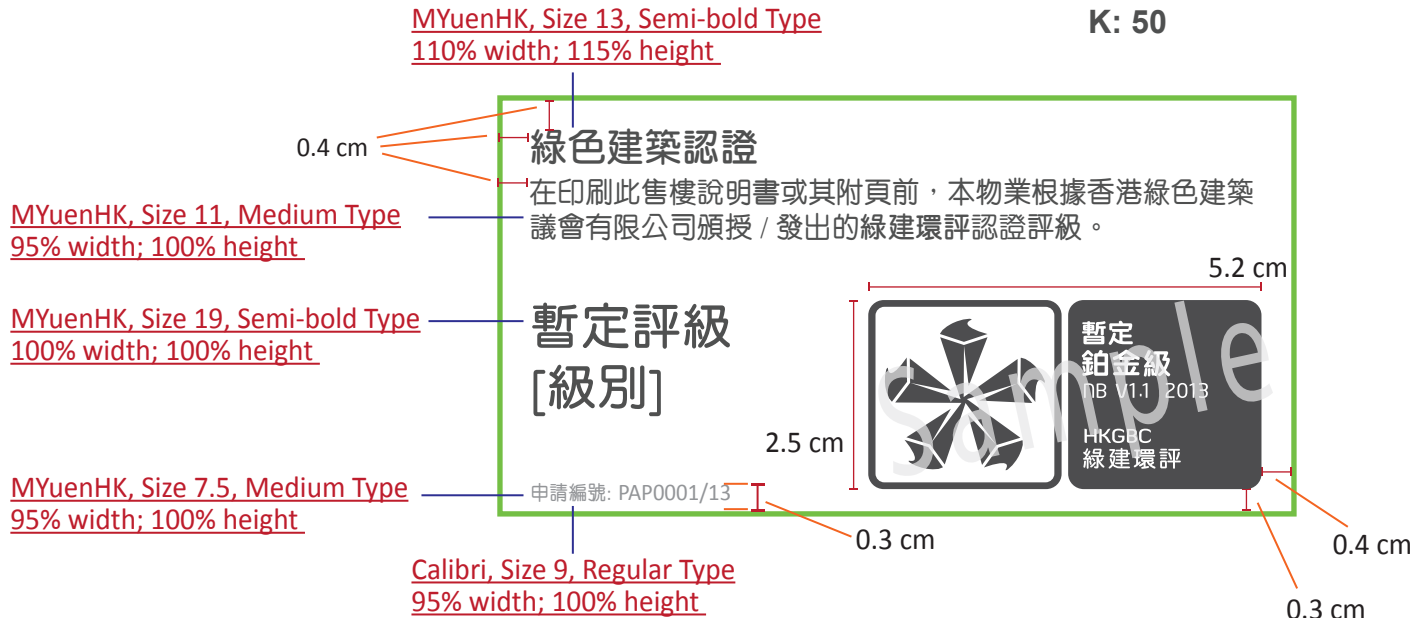 MYuenHK, Size 13, Semi-bold Type
110% width; 115% height
K: 50
0.4 cm
綠色建築認證
在印刷此售樓說明書或其附頁前，本物業根據香港綠色建築
議會有限公司頒授 / 發出的綠建環評認證評級。
MYuenHK, Size 11, Medium Type
95% width; 100% height
5.2 cm
MYuenHK, Size 19, Semi-bold Type
100% width; 100% height
暫定評級
[級別]
暫定
鉑金級
NB V1.1 2013
HKGBC
綠建環評
Sample
2.5 cm
MYuenHK, Size 7.5, Medium Type
95% width; 100% height
申請編號: PAP0001/13
0.3 cm
0.4 cm
Calibri, Size 9, Regular Type
95% width; 100% height
0.3 cm